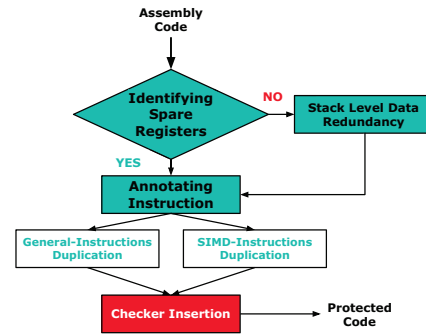 Assembly
Code
Identifying
Spare
Registers
NO
Stack Level Data
Redundancy
YES
Annotating
Instruction
General-Instructions
Duplication
SIMD-Instructions
Duplication
Checker Insertion
Protected
Code